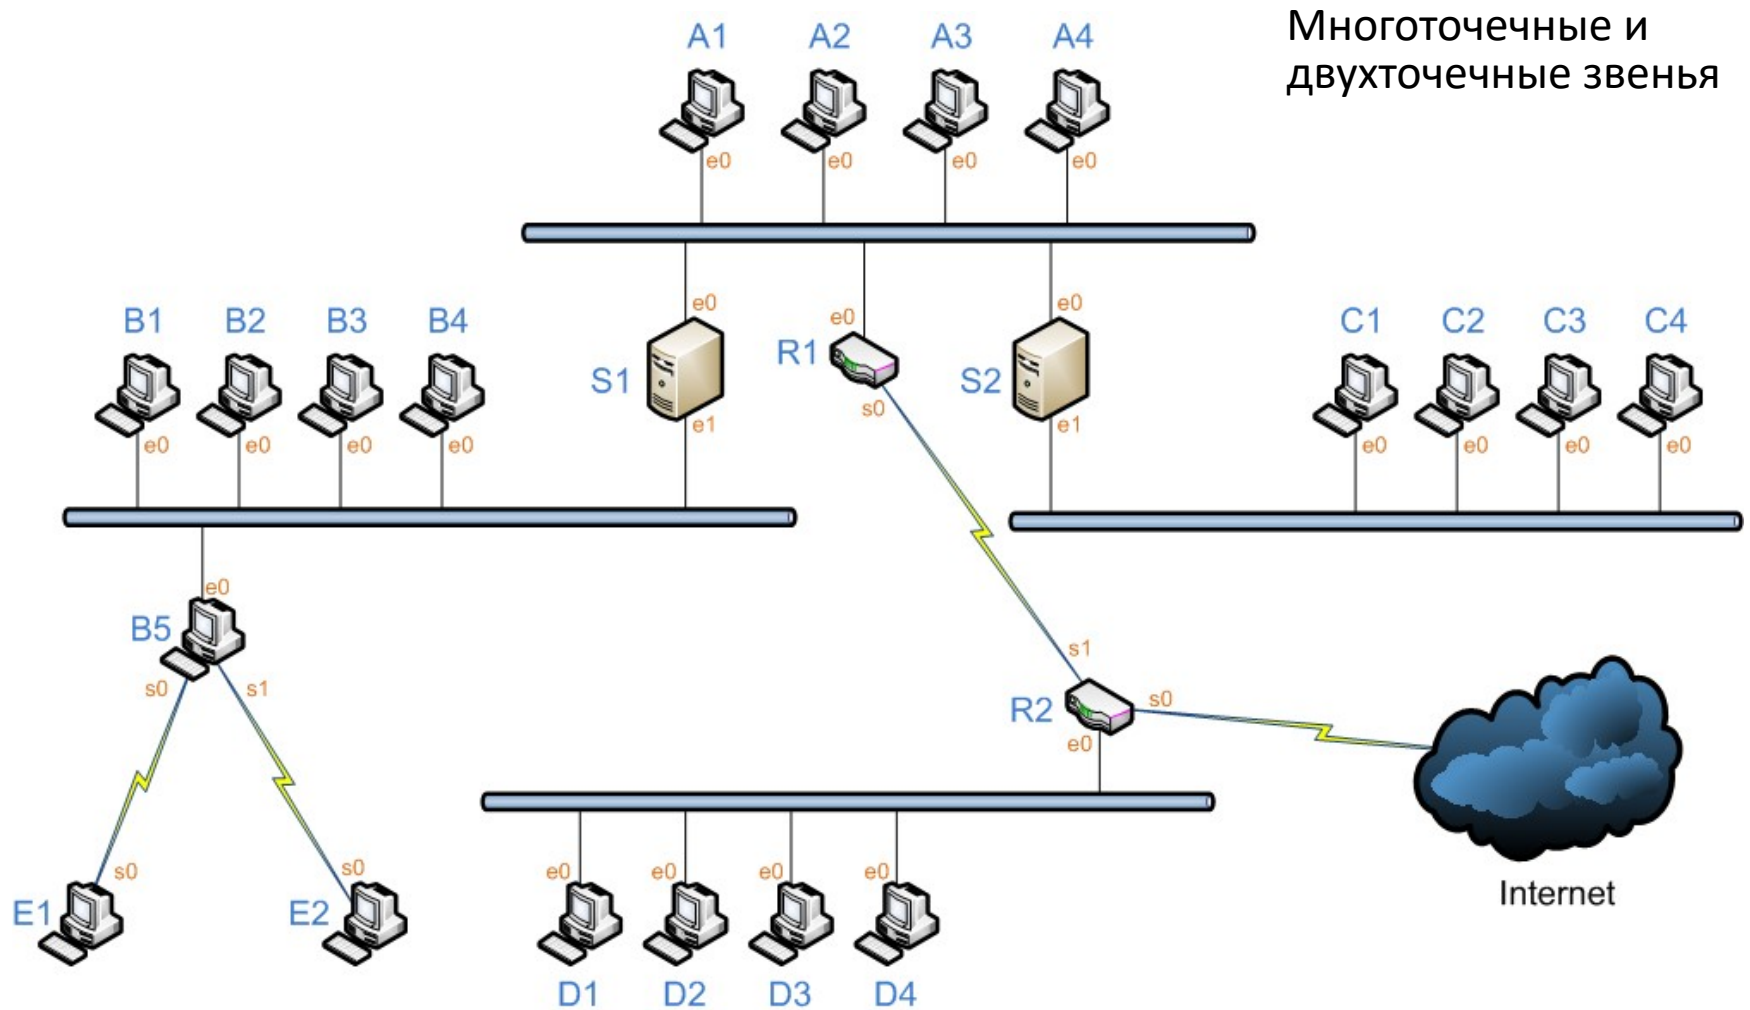 Многоточечные и
двухточечные звенья
A1 A2 A3 A4
e0 e0 e0 e0
e0 e0 e0
B1 B2 B3 B4
S1 R1 S2
C1 C2 C3 C4
s0
e1 e1
e0 e0 e0 e0
e0 e0 e0 e0
e0
B5
s0 s1
s1
R2 s0
e0
s0 s0
E1 E2
e0 e0 e0 e0
Internet
D1 D2 D3 D4